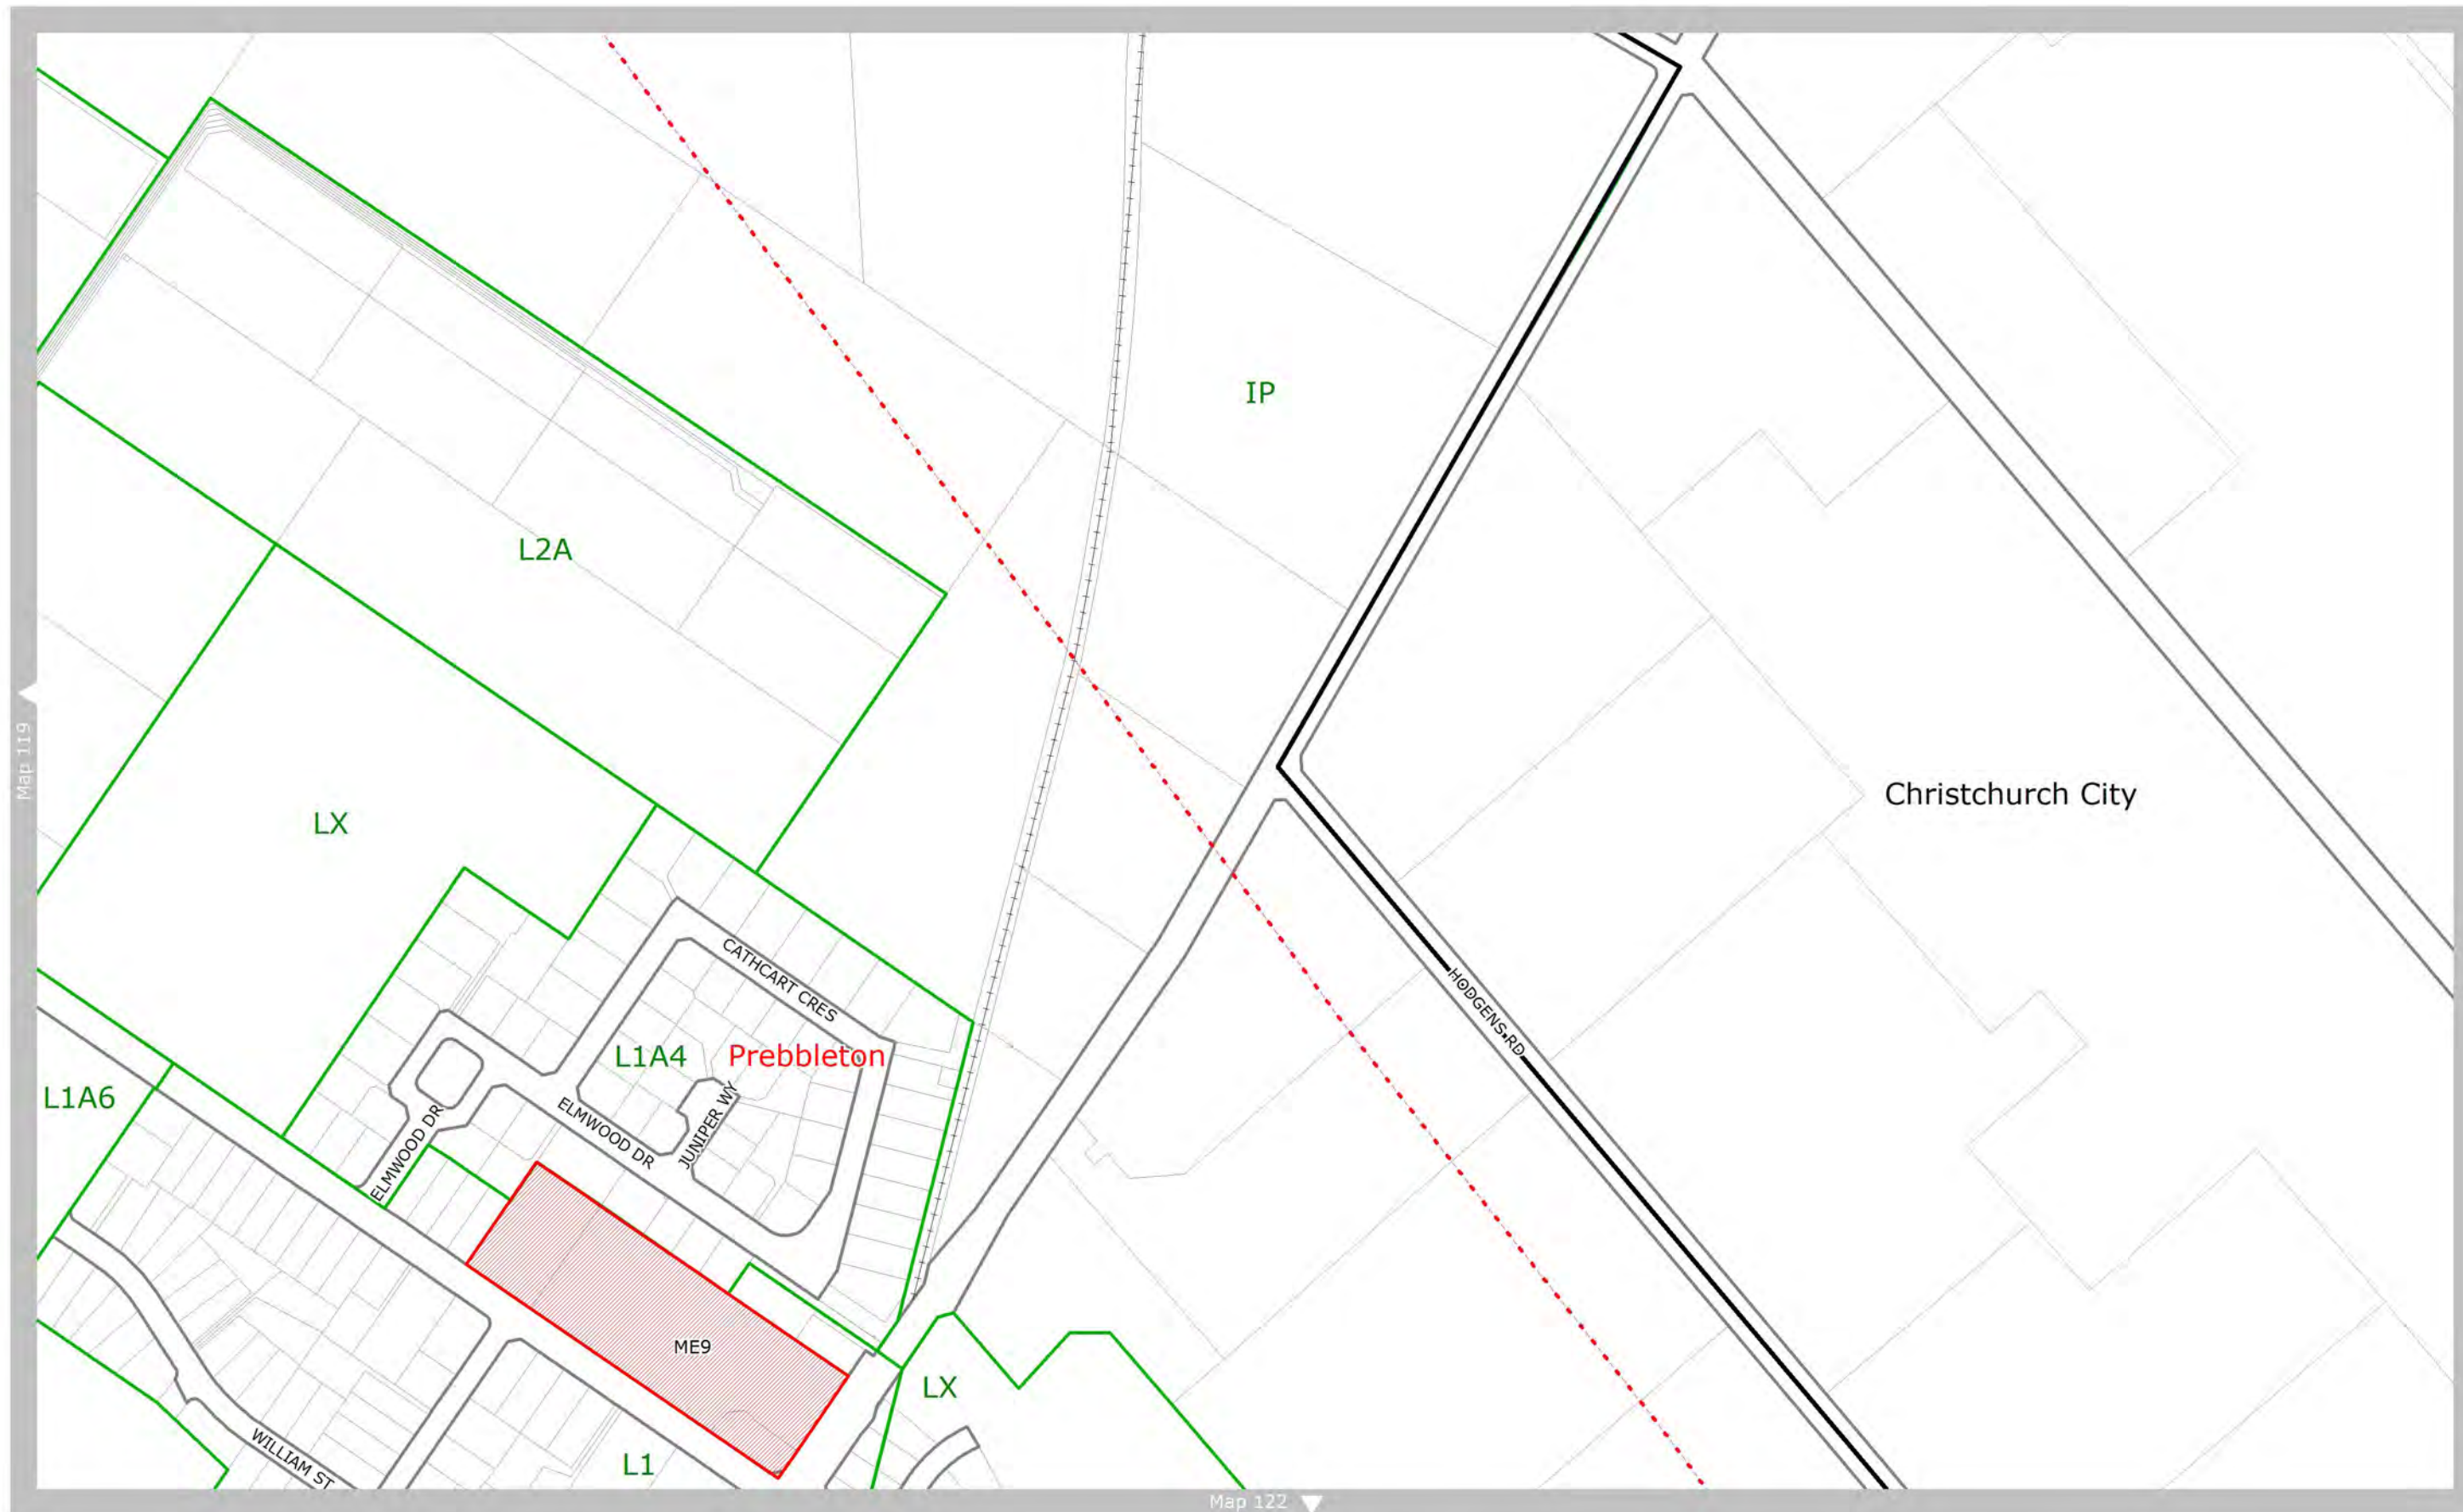 IP
L2A
Map 119
Christchurch City
LX
CATHCART CRES
HODGENS RD
L1A4
Prebbleton
L1A6
JUNIPER WY
ELMWOOD DR
ELMWOOD DR
ME9
LX
WILLIAM ST
L1
Map 122